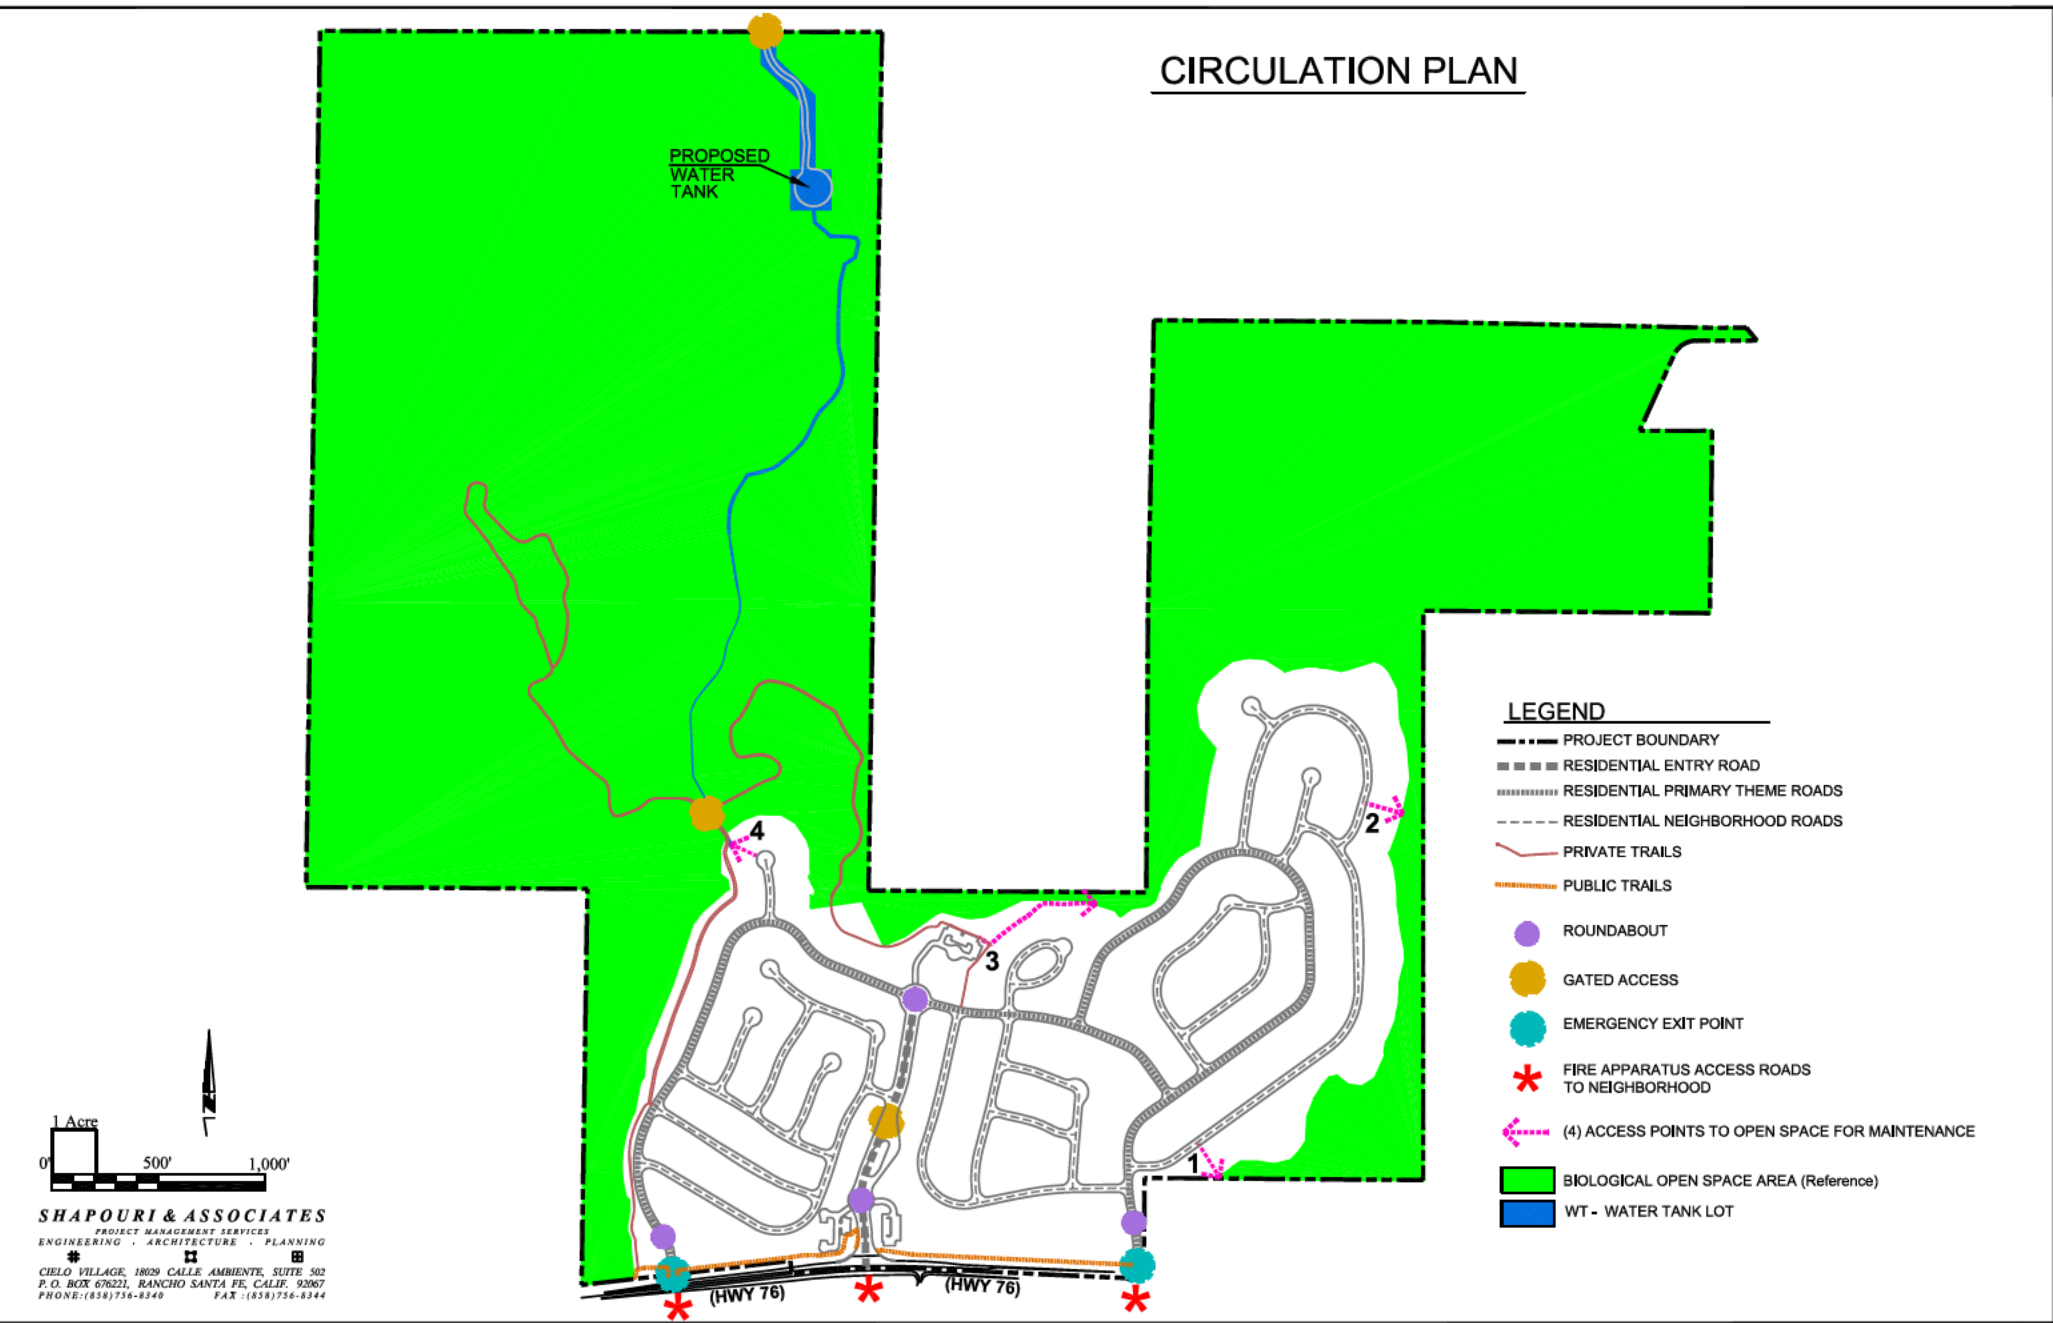 CIRCULATION PLAN
PROPOSED
WATER
TANK
4
2
3
1
LEGEND
PROJECT BOUNDARY
RESIDENTIAL ENTRY ROAD
RESIDENTIAL PRIMARY THEME ROADS
RESIDENTIAL NEIGHBORHOOD ROADS
PRIVATE TRAILS
PUBLIC TRAILS
ROUNDABOUT
GATED ACCESS
EMERGENCY EXIT POINT
FIRE APPARATUS ACCESS ROADS
TO NEIGHBORHOOD
(4) ACCESS POINTS TO OPEN SPACE FOR MAINTENANCE
BIOLOGICAL OPEN SPACE AREA (Reference)
WT - WATER TANK LOT
(HWY 76)
(HWY 76)
N
1 Acre
0' 500' 1,000'
SHAPOURI & ASSOCIATES
PROJECT MANAGEMENT SERVICES
ENGINEERING . ARCHITECTURE . PLANNING
CIELO VILLAGE, 18029 CALLE AMBIENTE, SUITE 502
P.O. BOX 676221, RANCHO SANTA FE, CALIF. 92067
PHONE:(858)756-8340 FAX :(858)756-8344